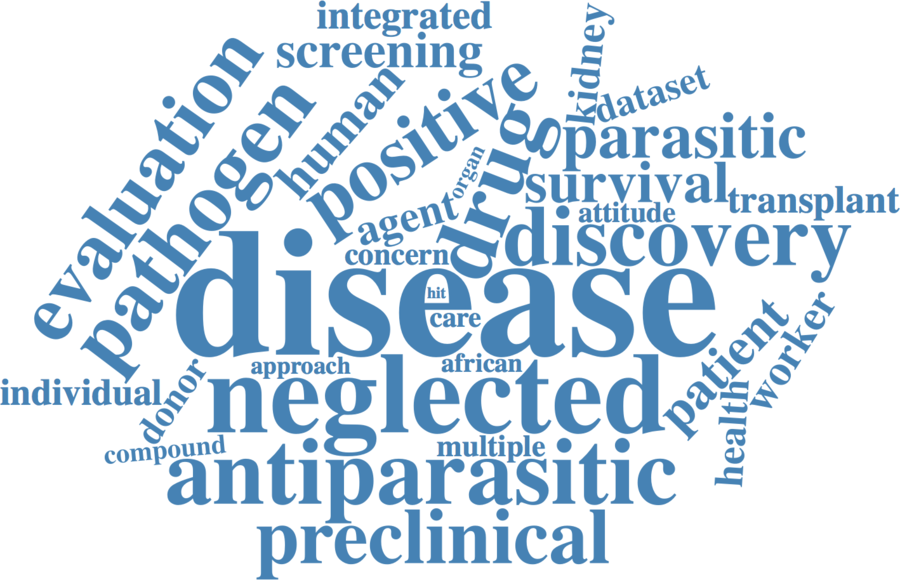 integrated
screening
kidney
dataset
evaluation
pathogen
human
positive
drug
parasitic
organ
survival
transplant
agent
attitude
discovery
concern
disease
hit
care
approach
african
patient
worker
individual
donor
neglected
health
compound
multiple
antiparasitic
preclinical